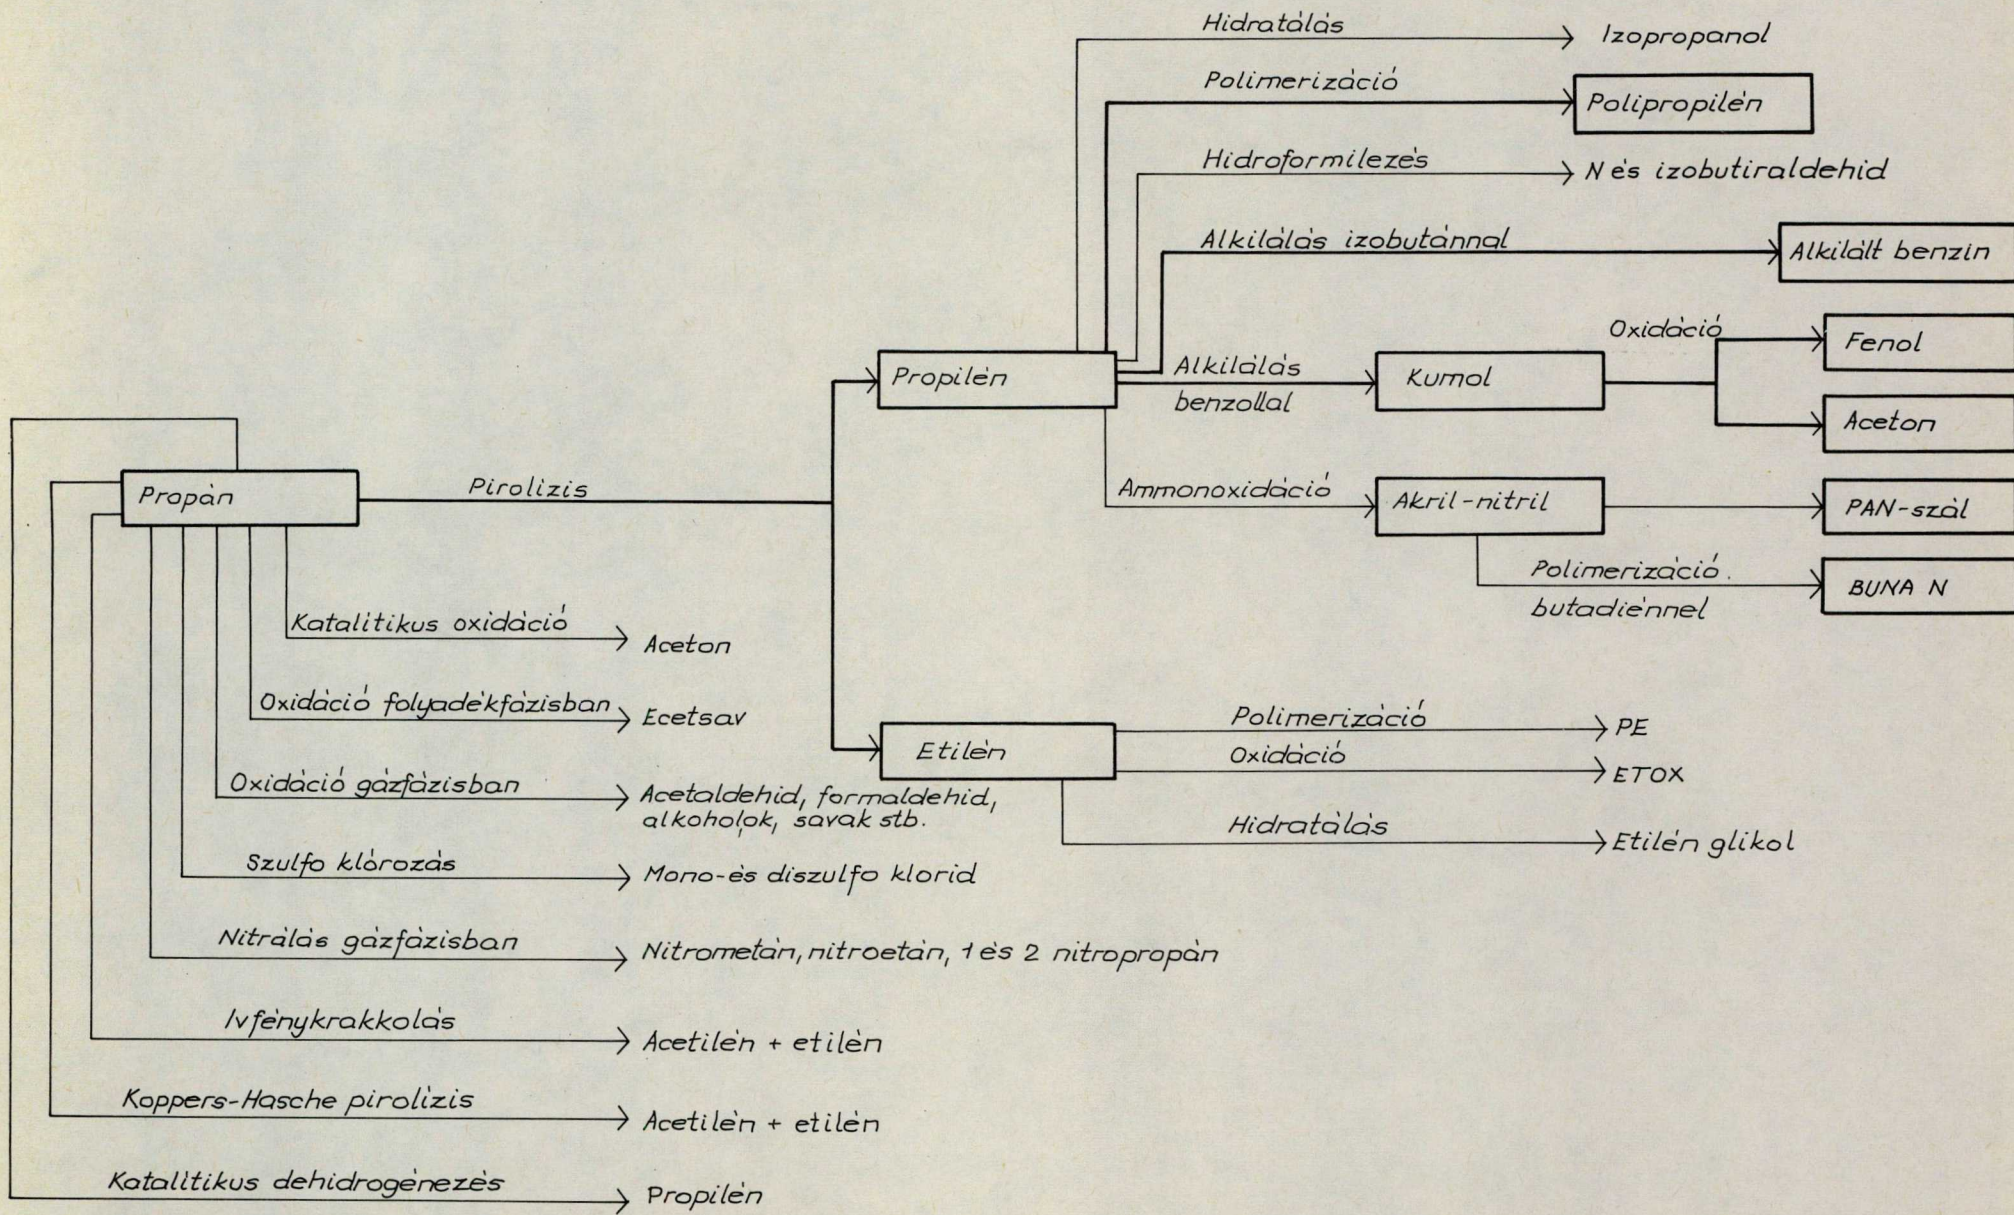 Hidratálás
Izopropanol
Polimerizáció
Polipropilén
Hidroformilezés
N és izobutiraldehid
Alkilálás izobutánnal
Alkilált benzin
Oxidáció
Fenol
Propilén
Alkilálás
benzollal
Kumol
Aceton
Propán
Pirolízis
Ammonoxidáció
Akril-nitril
PAN-szál
Polimerizáció.
butadiénnel
BUNA N
Katalitikus oxidáció
Aceton
Oxidáció folyadékfázisban
Ecetsav
Polimerizáció
PE
Etilén
Oxidáció
ETOX
Oxidáció gázfázisban
Acetaldehid, formaldehid,
alkoholok, savak stb.
Hidratálás
Etilén glikol
Szulfo klórozás
Mono-és diszulfo klorid
Nitrálás gázfázisban
Nitrometán, nitroetán, 1 és 2 nitropropán
Ivfénykrakkolás
Acetilén + etilén
Koppers-Hasche pirolízis
Acetilén + etilén
Katalitikus dehidrogénezés
Propilén